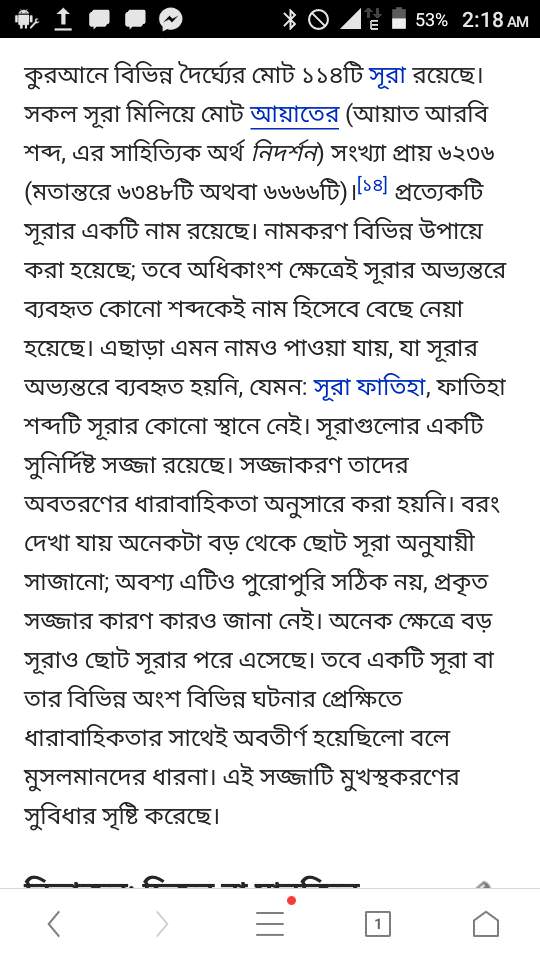 53% 2:18 AM
কুরআনে বিভিন্ন দৈর্ঘ্যের মোট ১১৪টি সূরা রয়েছে।
সকল সূরা মিলিয়ে মোট আয়াতের (আয়াত আরবি
শব্দ, এর সাহিত্যিক অর্থ নিদর্শন) সংখ্যা প্রায় ৬২৩৬
(মতান্তরে ৬৩৪৮টি অথবা ৬৬৬৬টি)।[১৪] প্রত্যেকটি
সূরার একটি নাম রয়েছে। নামকরণ বিভিন্ন উপায়ে
করা হয়েছে; তবে অধিকাংশ ক্ষেত্রেই সূরার অভ্যন্তরে
ব্যবহৃত কোনো শব্দকেই নাম হিসেবে বেছে নেয়া
হয়েছে। এছাড়া এমন নামও পাওয়া যায়, যা সূরার
অভ্যন্তরে ব্যবহৃত হয়নি, যেমন: সূরা ফাতিহা, ফাতিহা
শব্দটি সূরার কোনো স্থানে নেই। সূরাগুলোর একটি
সুনির্দিষ্ট সজ্জা রয়েছে। সজ্জাকরণ তাদের
অবতরণের ধারাবাহিকতা অনুসারে করা হয়নি। বরং
দেখা যায় অনেকটা বড় থেকে ছোট সূরা অনুযায়ী
সাজানো; অবশ্য এটিও পুরোপুরি সঠিক নয়, প্রকৃত
সজ্জার কারণ কারও জানা নেই। অনেক ক্ষেত্রে বড়
সূরাও ছোট সূরার পরে এসেছে। তবে একটি সূরা বা
তার বিভিন্ন অংশ বিভিন্ন ঘটনার প্রেক্ষিতে
ধারাবাহিকতার সাথেই অবতীর্ণ হয়েছিলো বলে
মুসলমানদের ধারনা। এই সজ্জাটি মুখস্থকরণের
সুবিধার সৃষ্টি করেছে।
1